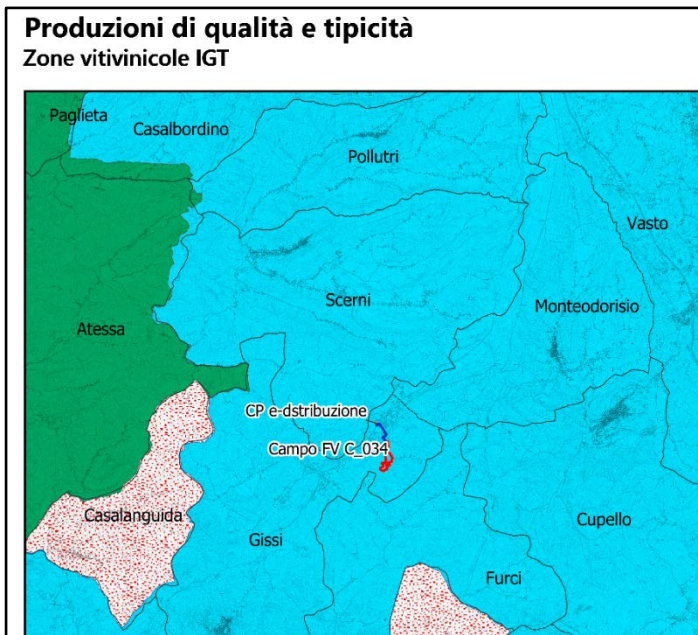 Produzioni di qualità e tipicità
Zone vitivinicole IGT
Paglieta
Casalbordino
Pollutri
Vasto
Scerni
Monteodorisio
Atessa
CP e-dstribuzione
Campo FV C_034
Casalanguida
Cupello
Gissi
Furci